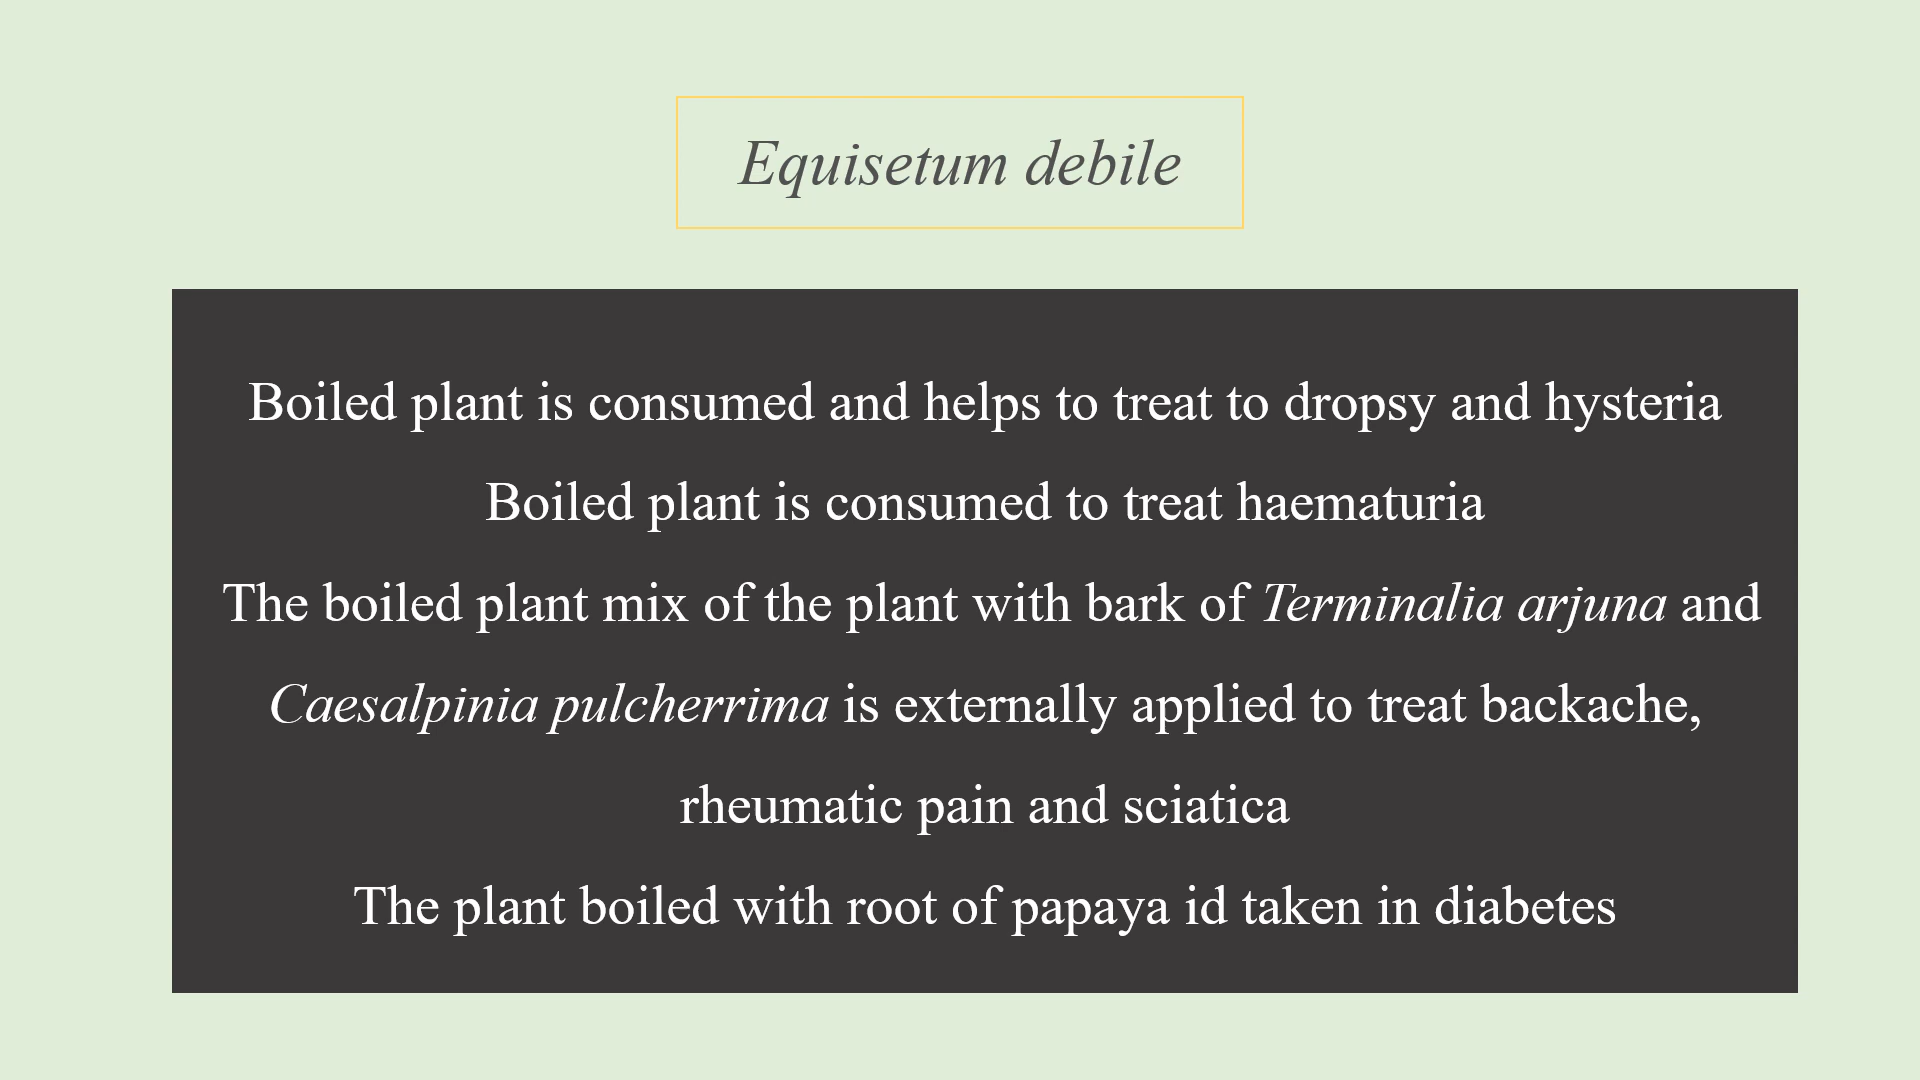 Equisetum debile
Boiled plant is consumed and helps to treat to dropsy and hysteria
Boiled plant is consumed to treat haematuria
The boiled plant mix of the plant with bark of Terminalia arjuna and
Caesalpinia pulcherrima is externally applied to treat backache,
rheumatic pain and sciatica
The plant boiled with root of papaya id taken in diabetes